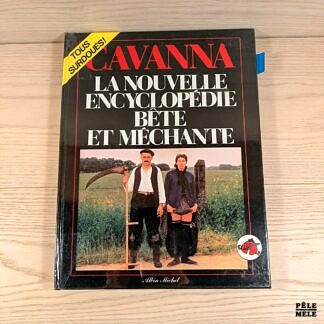 TOUS
SURDOUÉS!
CAVANNA
LA NOUVELLE
ENCYCLOPÉDIE
BÊTE
ET MÉCHANTE
Albin Michel
PÊLE
MÊLE